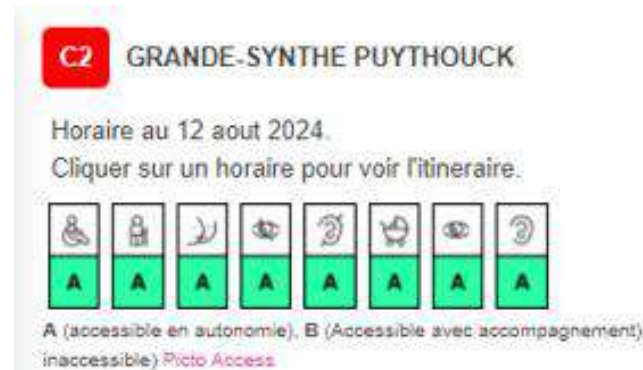 C2 GRANDE-SYNTHE PUYTHOUCK
Horaire au 12 aout 2024.
Cliquer sur un horaire pour voir l'itineraire.
A A A A A A A A
A (accessible en autonomie), B (Accessible avec accompagnement)
inaccessible) Picto Access